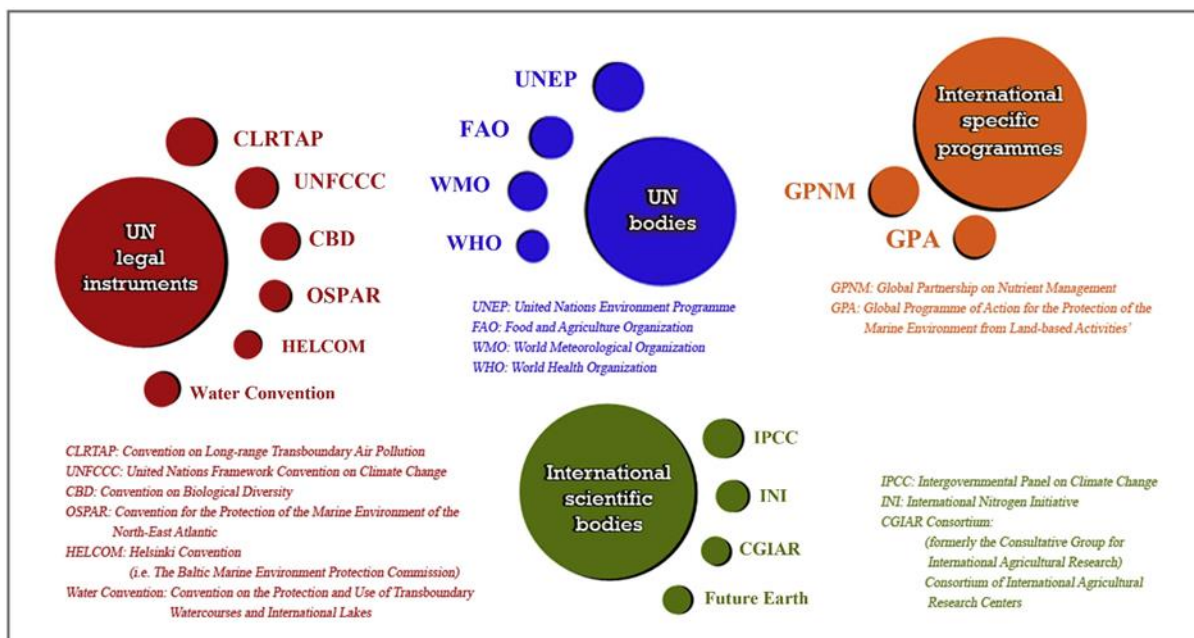 UN
legal
instruments
CLRTAP
UNFCCC
CBD
OSPAR
HELCOM
Water Convention
CLRTAP: Convention on Long-range Transboundary Air Pollution
UNFCCC: United Nations Framework Convention on Climate Change
CBD: Convention on Biological Diversity
OSPAR: Convention for the Protection of the Marine Environment of the
North-East Atlantic
HELCOM: Helsinki Convention
(i.e. The Baltic Marine Environment Protection Commission)
Water Convention: Convention on the Protection and Use of Transboundary
Watercourses and International Lakes
UN
bodies
UNEP
FAO
WMO
WHO
UNEP: United Nations Environment Programme
FAO: Food and Agriculture Organization
WMO: World Meteorological Organization
WHO: World Health Organization
International
specific
programmes
GPNM
GPA
GPNM: Global Partnership on Nutrient Management
GPA: Global Programme of Action for the Protection of the
Marine Environment from Land-based Activities'
International
scientific
bodies
IPCC
INI
CGIAR
Future Earth
IPCC: Intergovernmental Panel on Climate Change
INI: International Nitrogen Initiative
CGIAR Consortium:
(formerly the Consultative Group for
International Agricultural Research)
Consortium of International Agricultural
Research Centers